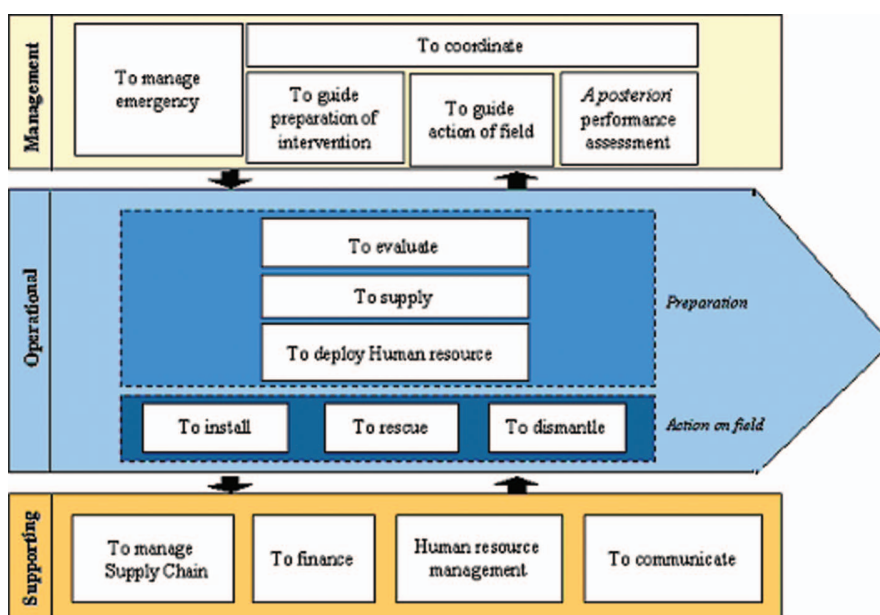 Management
To manage
emergency
To coordinate
To guide
preparation of
intervention
To guide
action of field
A posteriori
performance
assessment
Operational
To evaluate
To supply
To deploy Human resource
Preparation
To install
To rescue
To dismantle
Action on field
Supporting
To manage
Supply Chain
To finance
Human resource
management
To communicate